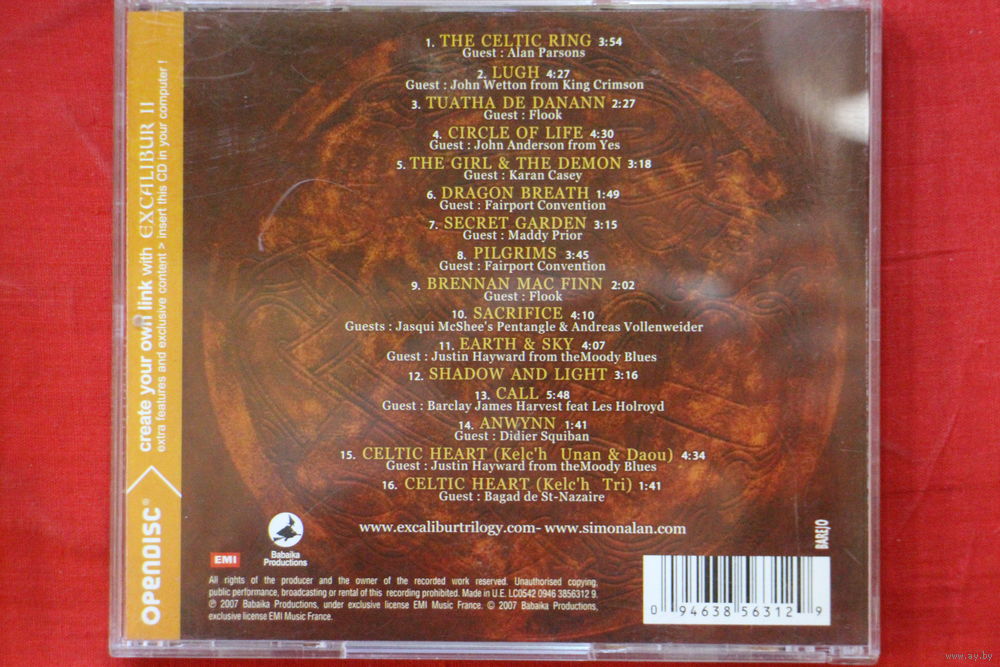 1. THE CELTIC RING 3:54
Guest : Alan Parsons
2. LUGH 4:27
Guest : John Wetton from King Crimson
3. TUATHA DE DANANN 2:27
Guest : Flook
4. CIRCLE OF LIFE 4:30
Guest : John Anderson from Yes
5. THE GIRL & THE DEMON 3:18
Guest : Karan Casey
6. DRAGON BREATH 1:49
Guest : Fairport Convention
7. SECRET GARDEN 3:15
Guest : Maddy Prior
8. PILGRIMS 3:45
Guest : Fairport Convention
9. BRENNAN MAC FINN 2:02
Guest : Flook
10. SACRIFICE 4:10
Guests : Jasqui McShee's Pentangle & Andreas Vollenweider
11. EARTH & SKY 4:07
Guest : Justin Hayward from theMoody Blues
12. SHADOW AND LIGHT 3:16
13. CALL 5:48
Guest : Barclay James Harvest feat Les Holroyd
14. ANWYNN 1:41
Guest : Didier Squiban
15. CELTIC HEART (Kelc'h Unan & Daou) 4:34
Guest : Justin Hayward from theMoody Blues
16. CELTIC HEART (Kelc'h Tri) 1:41
Guest : Bagad de St-Nazaire
www.excaliburtrilogy.com- www.simonalan.com
EMI
Babaika
Productions
All rights of the producer and the owner of the recorded work reserved. Unauthorised copying,
public performance, broadcasting or rental of this recording prohibited. Made in U.E. LC0542 0946 3856312 9.
℗ 2007 Babaika Productions, under exclusive license EMI Music France. © 2007 Babaika Productions,
exclusive license EMI Music France.
BAREJO
0 94638 56312 9
OPENDISC®
create your own link with EXCALIBUR II
extra features and exclusive content > insert this CD in your computer !
www.ay.by